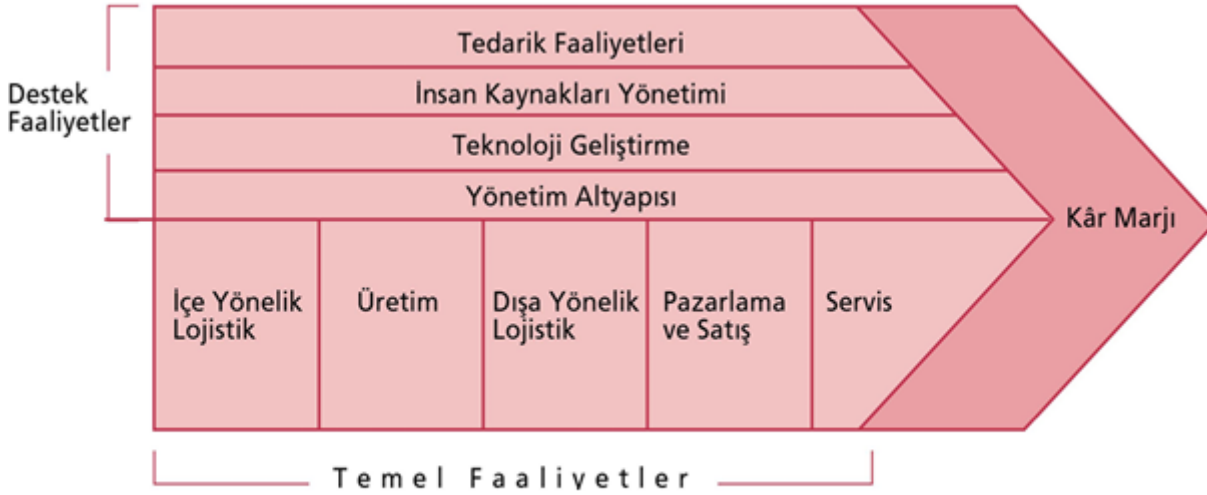 Tedarik Faaliyetleri
İnsan Kaynakları Yönetimi
Destek
Faaliyetler
Teknoloji Geliştirme
Yönetim Altyapısı
Kâr Marjı
İçe Yönelik
Lojistik
Üretim
Dışa Yönelik
Lojistik
Pazarlama
ve Satış
Servis
Temel Faaliyetler